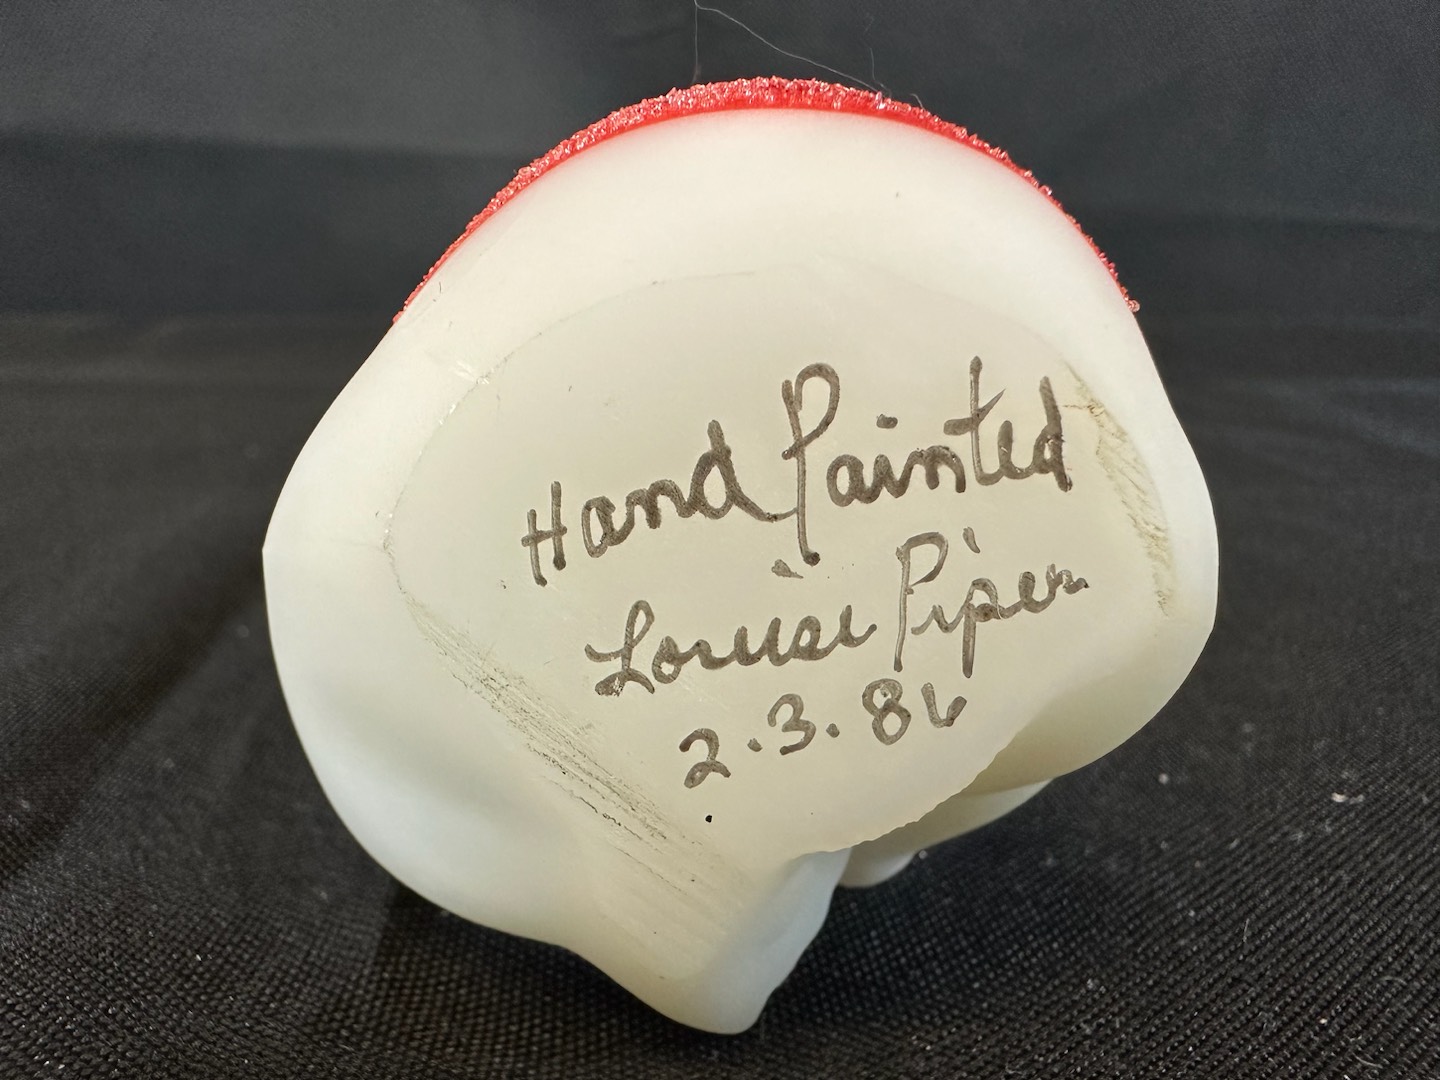 Hand Painted
Louise Piper
2.3.86